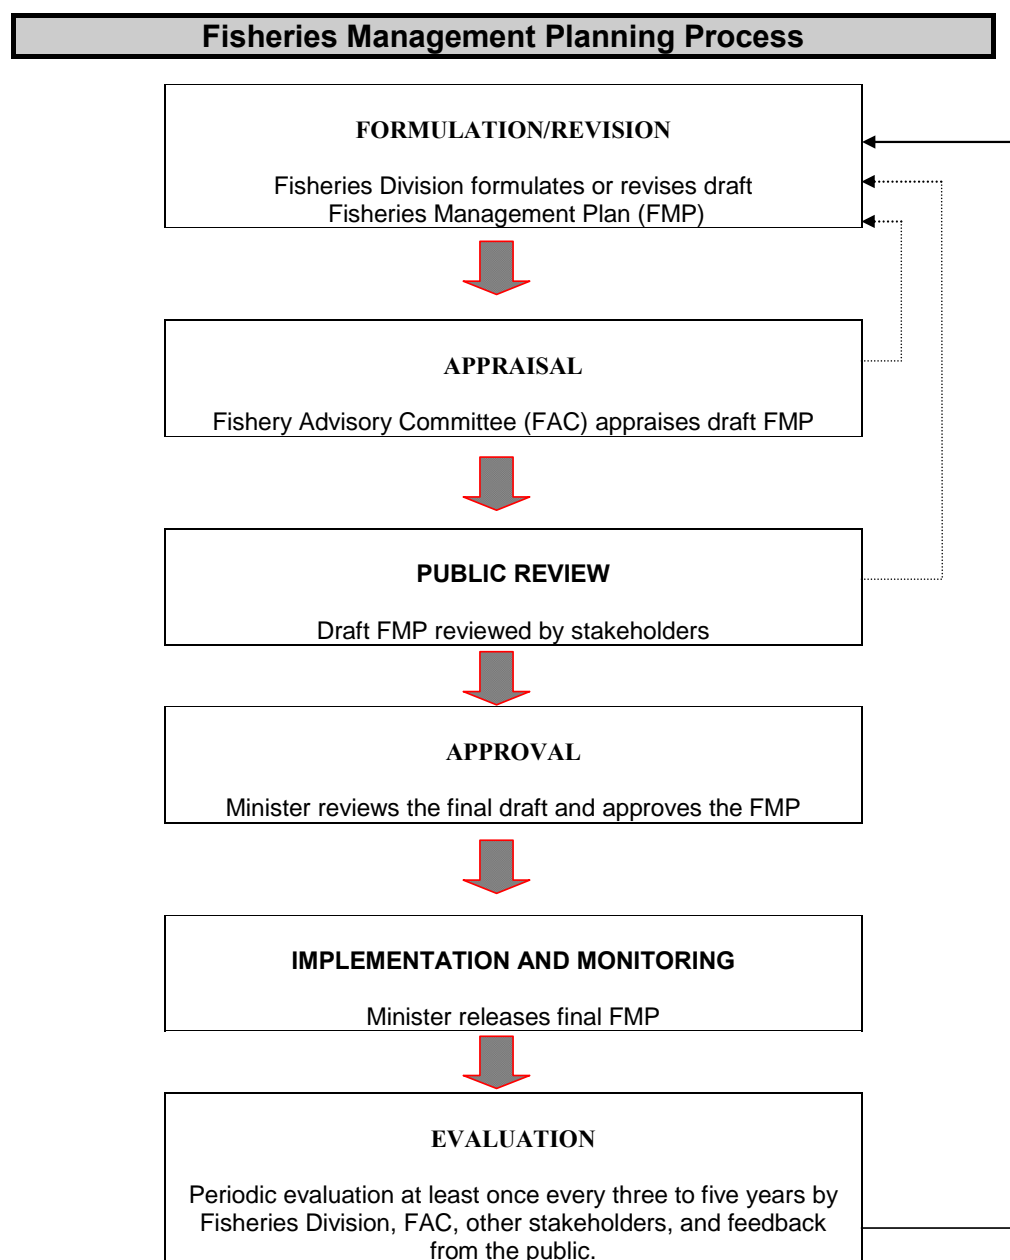 Fisheries Management Planning Process
FORMULATION/REVISION
Fisheries Division formulates or revises draft
Fisheries Management Plan (FMP)
APPRAISAL
Fishery Advisory Committee (FAC) appraises draft FMP
PUBLIC REVIEW
Draft FMP reviewed by stakeholders
APPROVAL
Minister reviews the final draft and approves the FMP
IMPLEMENTATION AND MONITORING
Minister releases final FMP
EVALUATION
Periodic evaluation at least once every three to five years by
Fisheries Division, FAC, other stakeholders, and feedback
from the public.